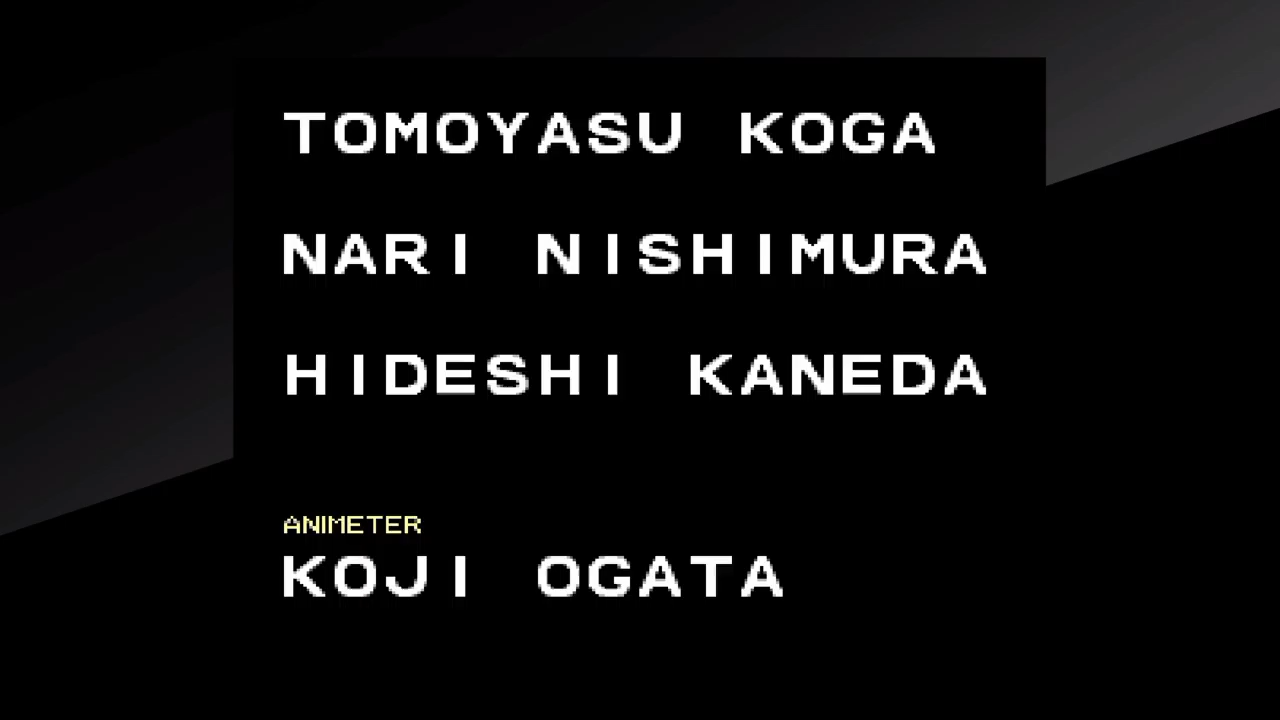 TOMOYASU KOGA
NARI NISHIMURA
HIDESHI KANEDA
ANIMETER
KOJI OGATA